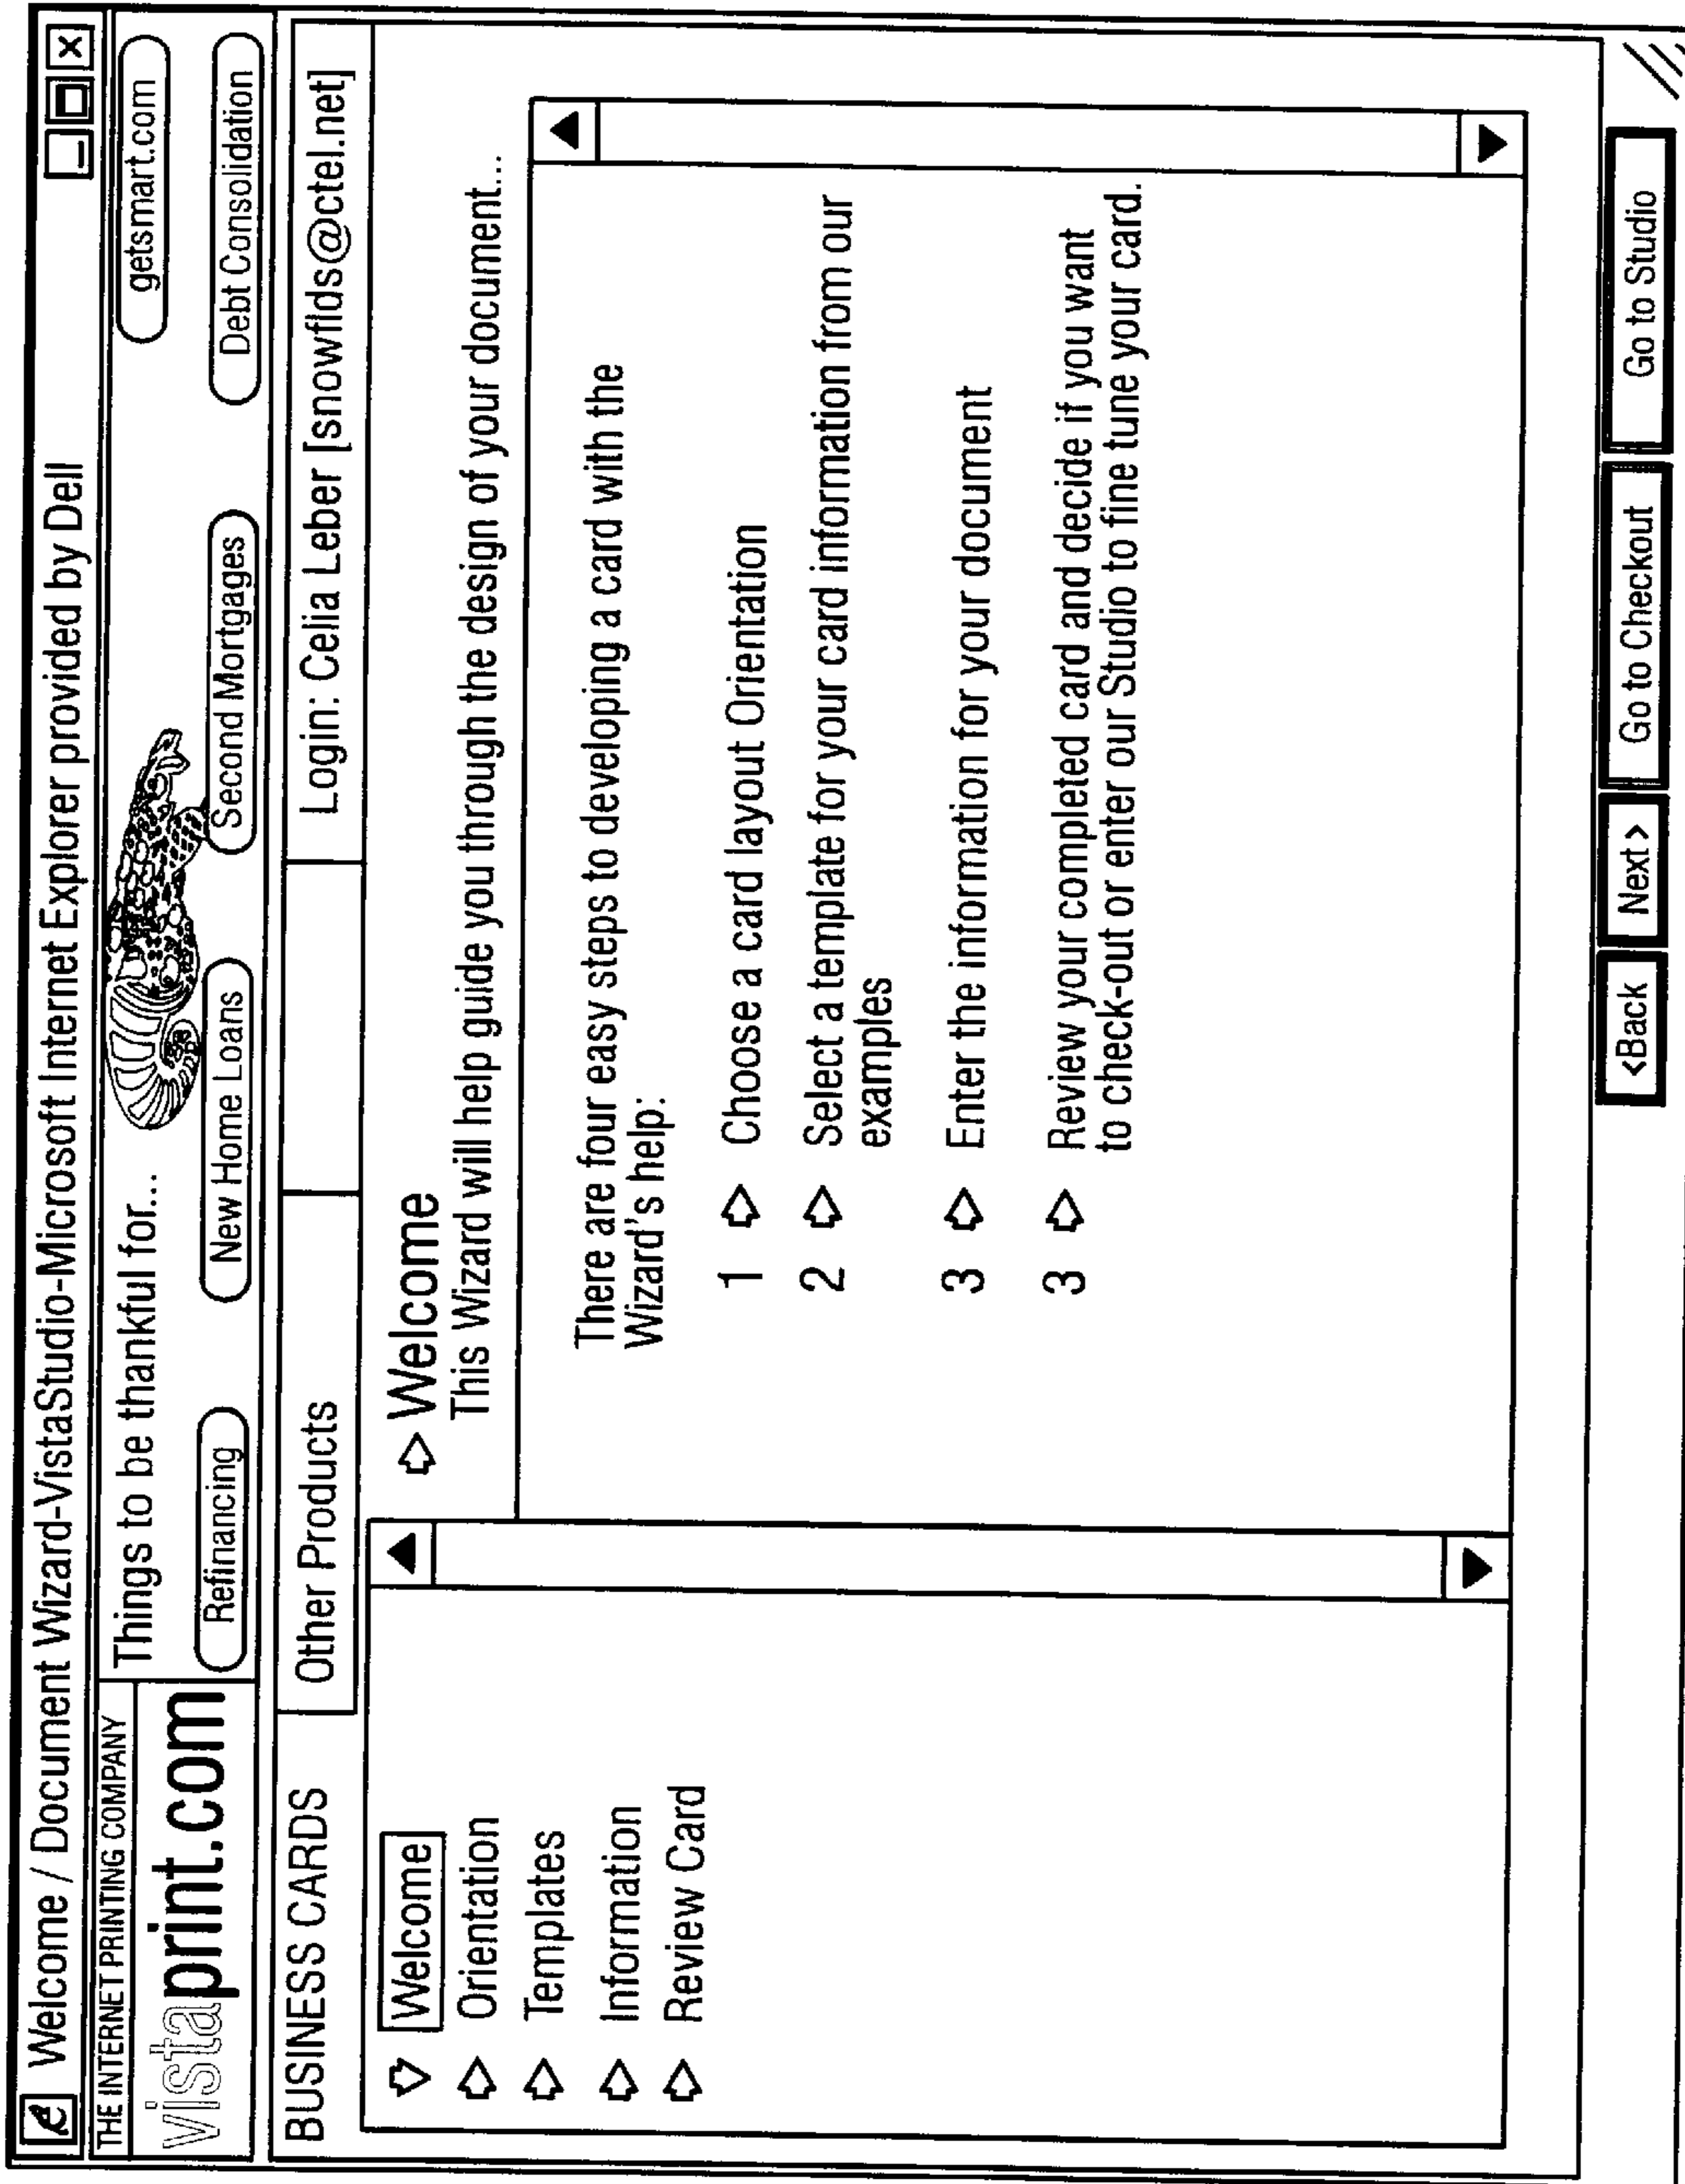 Welcome / Document Wizard-VistaStudio-Microsoft Internet Explorer provided by Dell
THE INTERNET PRINTING COMPANY
vistaprint.com
Things to be thankful for...
getsmart.com
Refinancing
New Home Loans
Second Mortgages
Debt Consolidation
BUSINESS CARDS
Other Products
Login: Celia Leber [snowflds@ctel.net]
Welcome
Orientation
Templates
Information
Review Card
Welcome
This Wizard will help guide you through the design of your document...
There are four easy steps to developing a card with the
Wizard's help:
1 Choose a card layout Orientation
2 Select a template for your card information from our
examples
3 Enter the information for your document
3 Review your completed card and decide if you want
to check-out or enter our Studio to fine tune your card.
<Back
Next >
Go to Checkout
Go to Studio